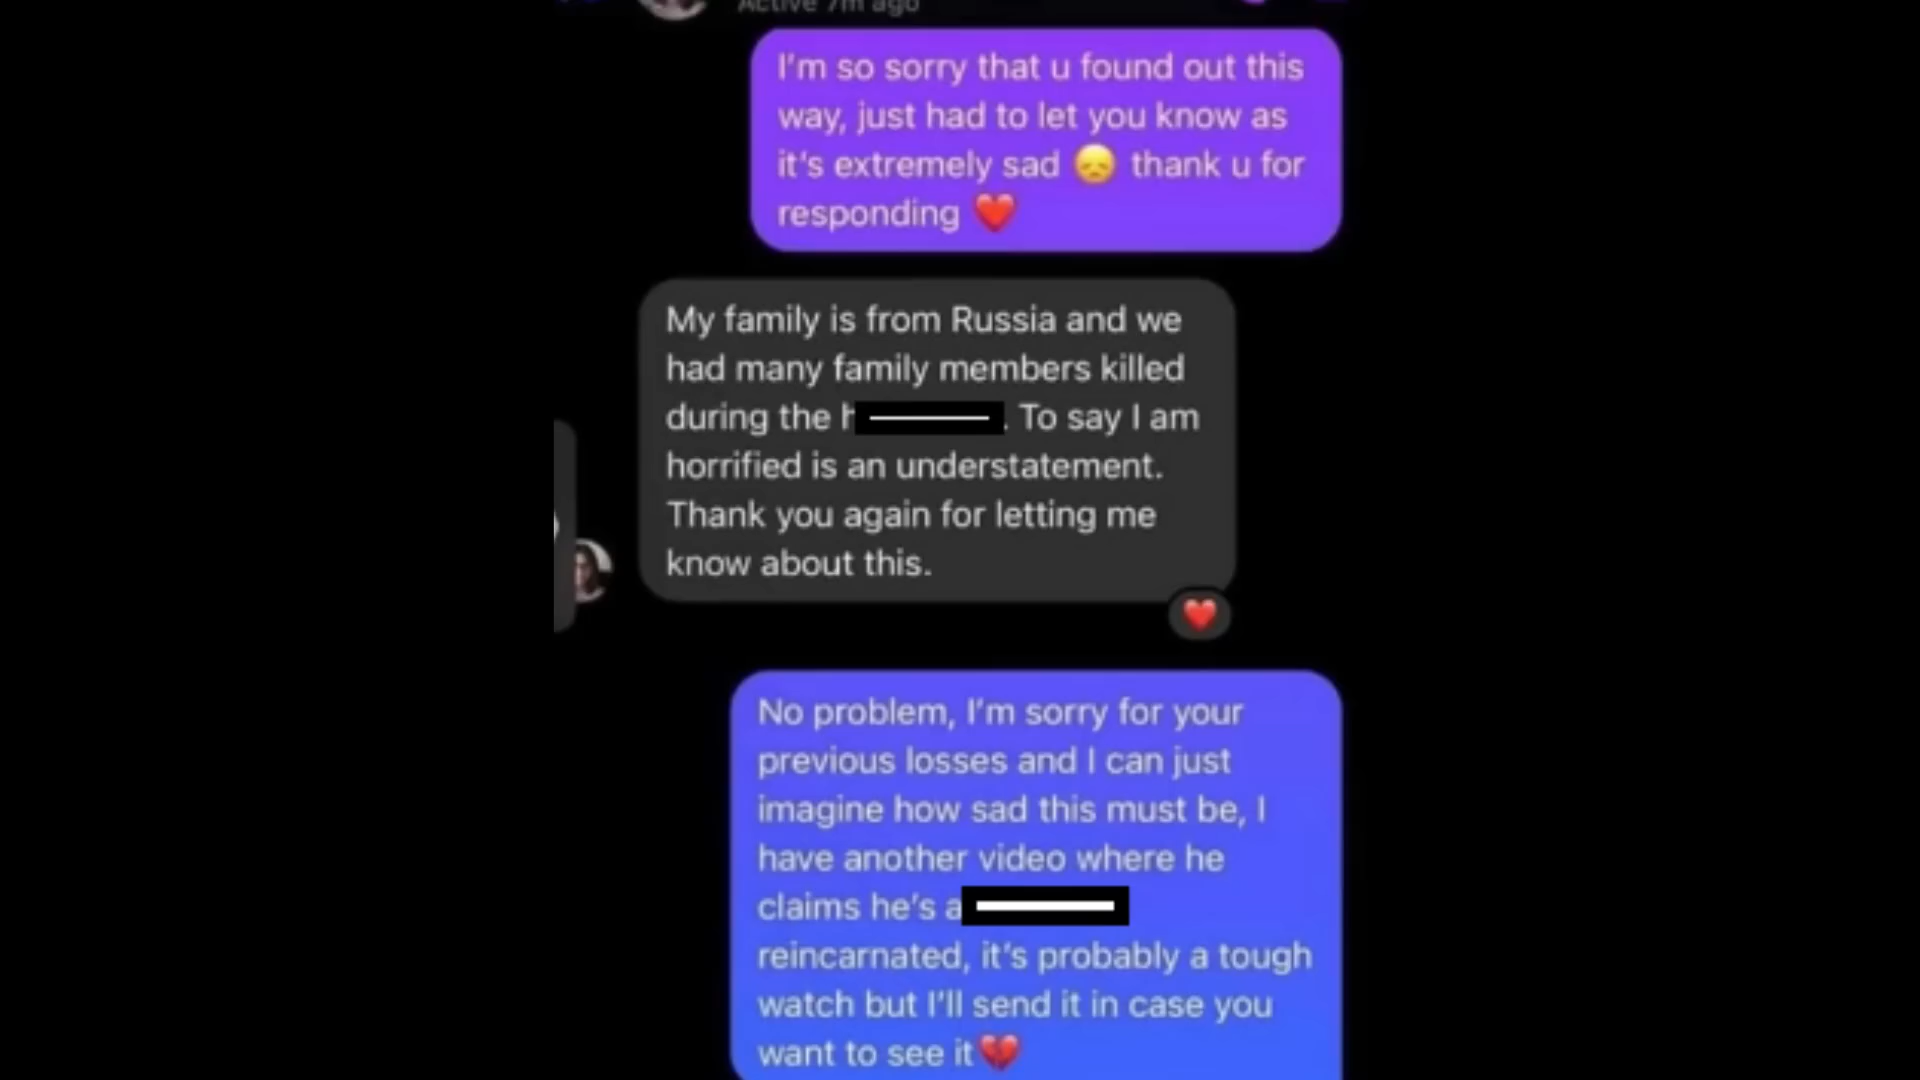 Active 7m ago
I'm so sorry that u found out this
way, just had to let you know as
it's extremely sad 😞 thank u for
responding ❤️
My family is from Russia and we
had many family members killed
during the h . To say I am
horrified is an understatement.
Thank you again for letting me
know about this.
❤️
No problem, I'm sorry for your
previous losses and I can just
imagine how sad this must be, I
have another video where he
claims he's a
reincarnated, it's probably a tough
watch but I'll send it in case you
want to see it💔